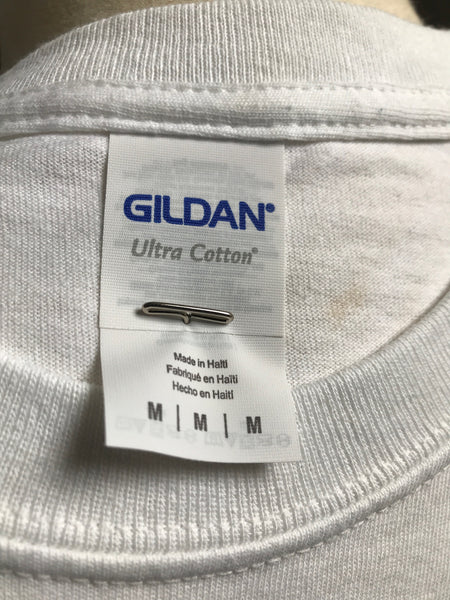 GILDAN®
Ultra Cotton®
Made in Haiti
Fabriqué en Haïti
Hecho en Haití
M | M | M